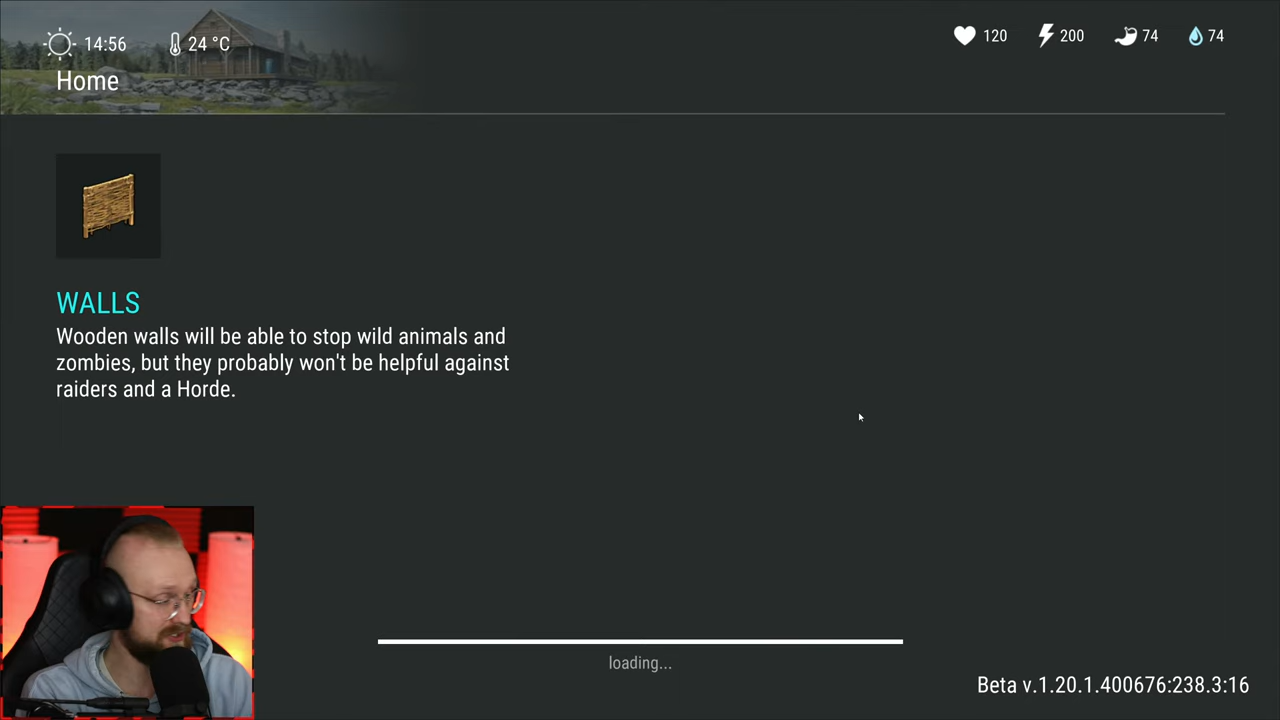 14:56
24 °C
120
200
74
74
Home
WALLS
Wooden walls will be able to stop wild animals and
zombies, but they probably won't be helpful against
raiders and a Horde.
loading...
Beta v.1.20.1.400676:238.3:16